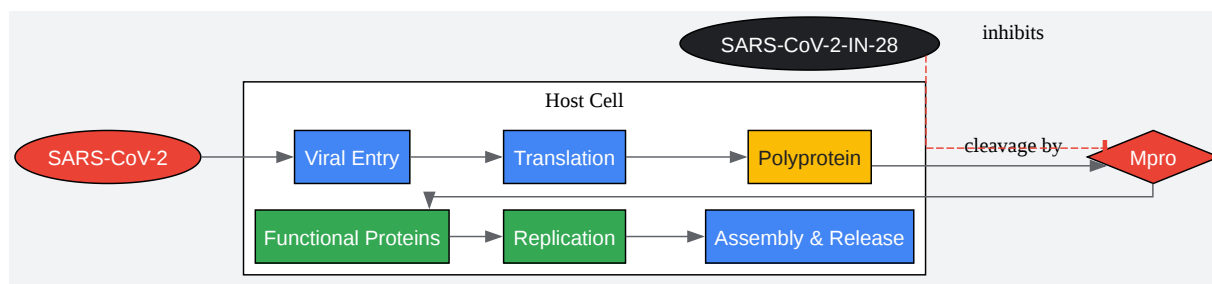 SARS-CoV-2-IN-28
inhibits
Host Cell
SARS-CoV-2
Viral Entry
Translation
Polyprotein
cleavage by
Mpro
Functional Proteins
Replication
Assembly & Release